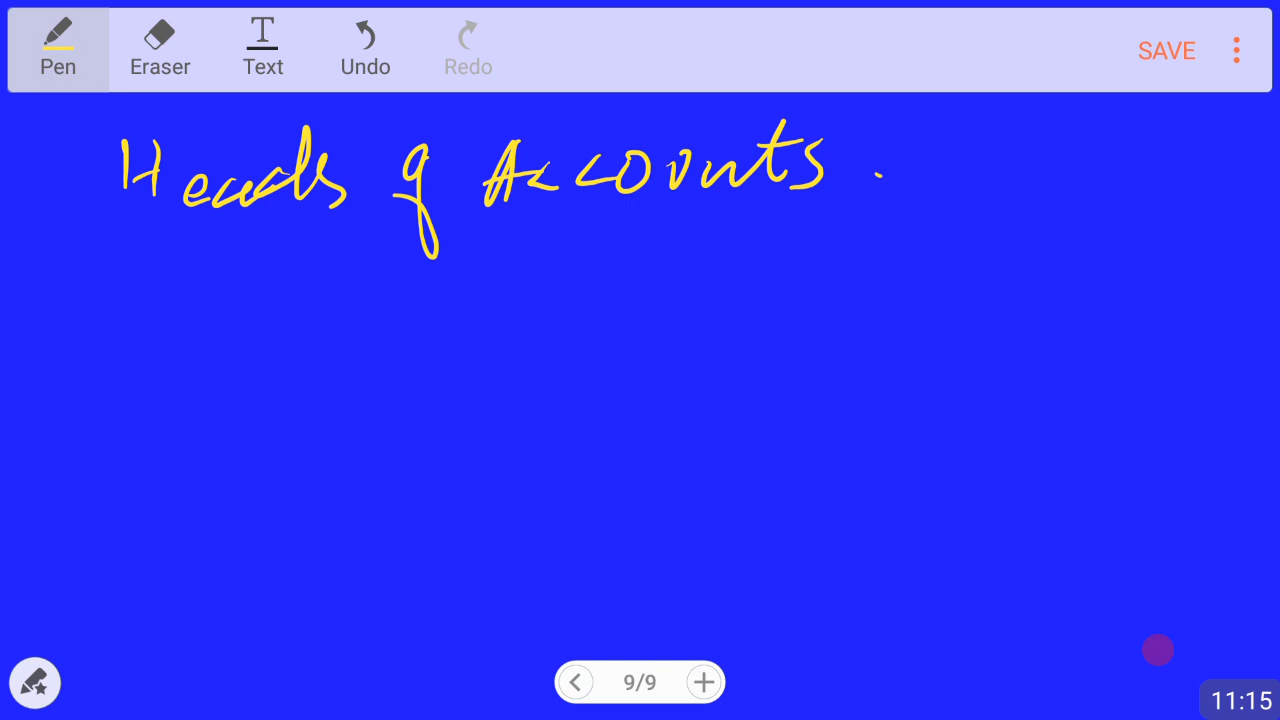 Pen Eraser Text Undo Redo SAVE
Heads of Accounts.
9/9
11:15